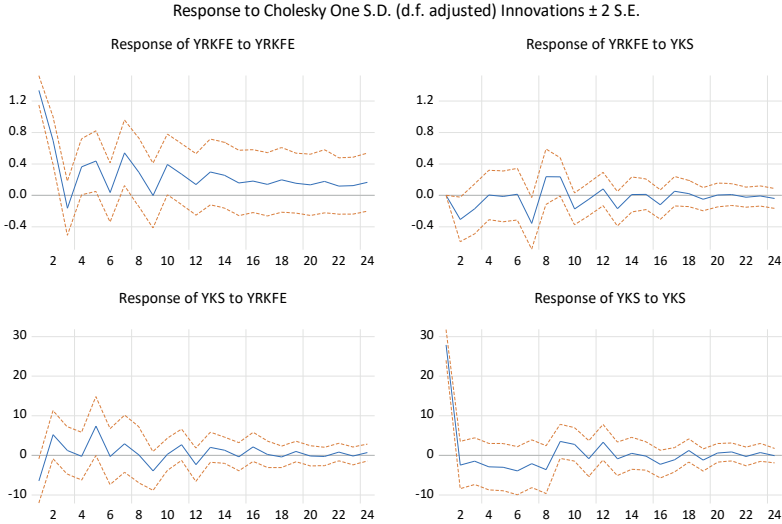 Response to Cholesky One S.D. (d.f. adjusted) Innovations ± 2 S.E.
Response of YRKFE to YRKFE
1.2
0.8
0.4
0.0
-0.4
2 4 6 8 10 12 14 16 18 20 22 24
Response of YRKFE to YKS
1.2
0.8
0.4
0.0
-0.4
2 4 6 8 10 12 14 16 18 20 22 24
Response of YKS to YRKFE
30
20
10
0
-10
2 4 6 8 10 12 14 16 18 20 22 24
Response of YKS to YKS
30
20
10
0
-10
2 4 6 8 10 12 14 16 18 20 22 24